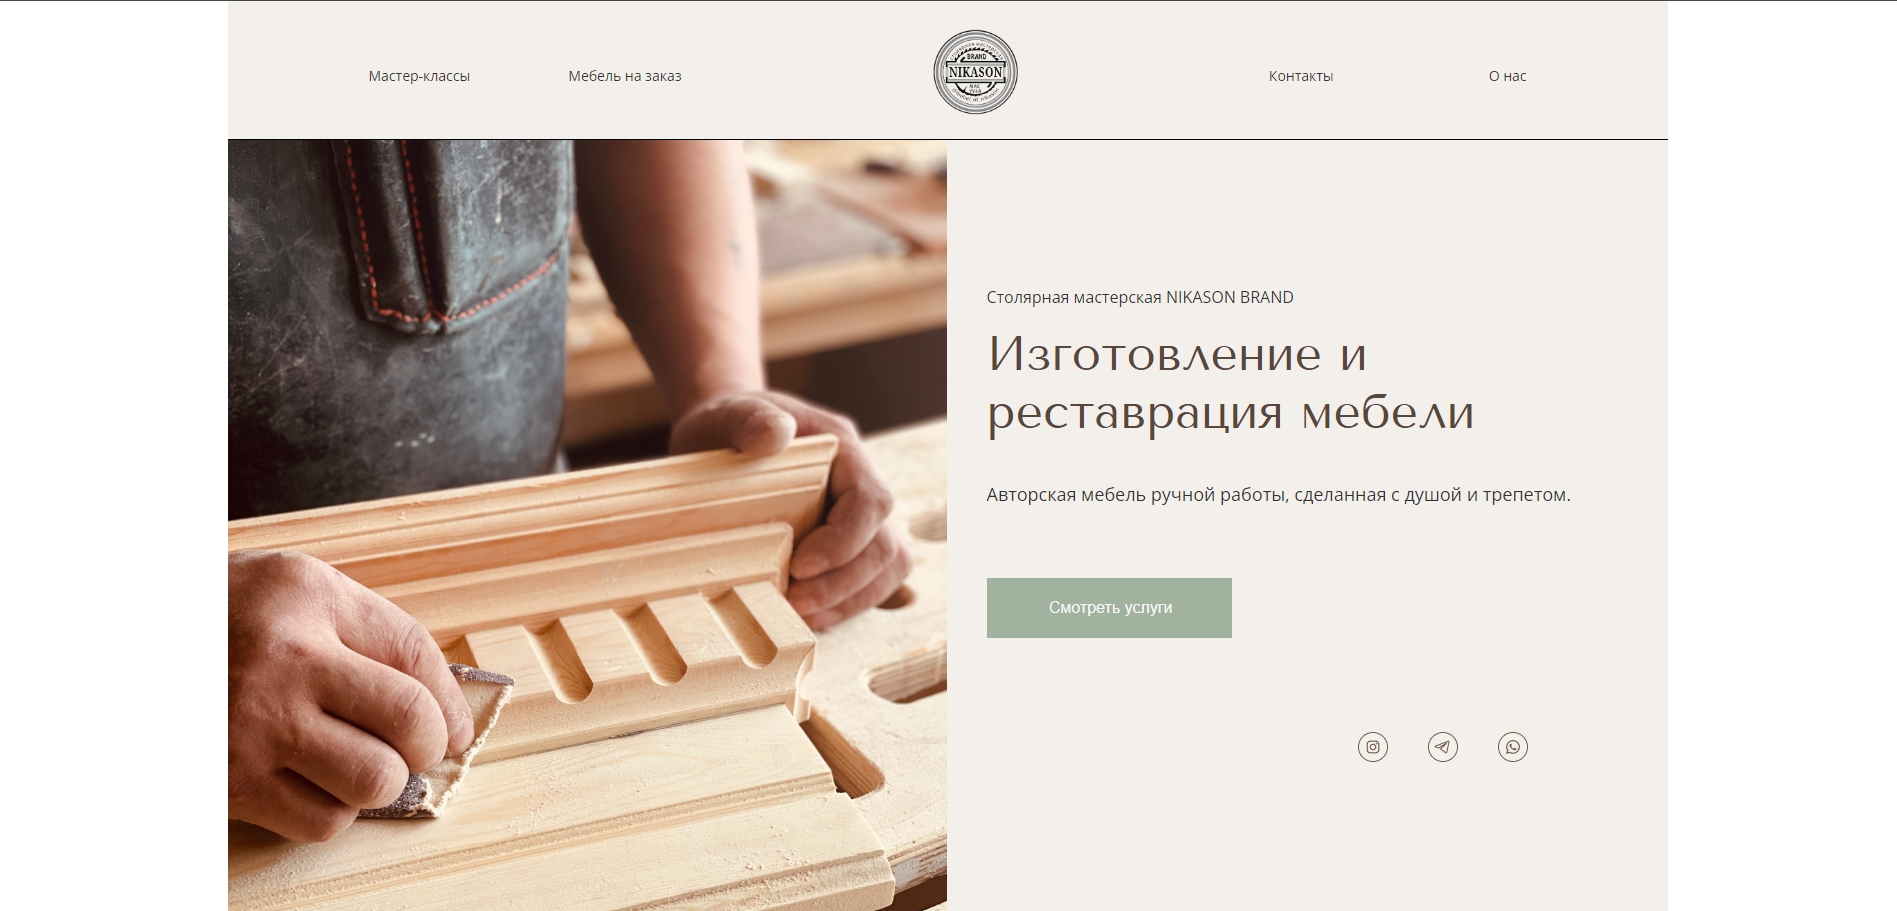 Мастер-классы
Мебель на заказ
BRAND
NIKASON
Контакты
О нас
Столярная мастерская NIKASON BRAND
Изготовление и
реставрация мебели
Авторская мебель ручной работы, сделанная с душой и трепетом.
Смотреть услуги